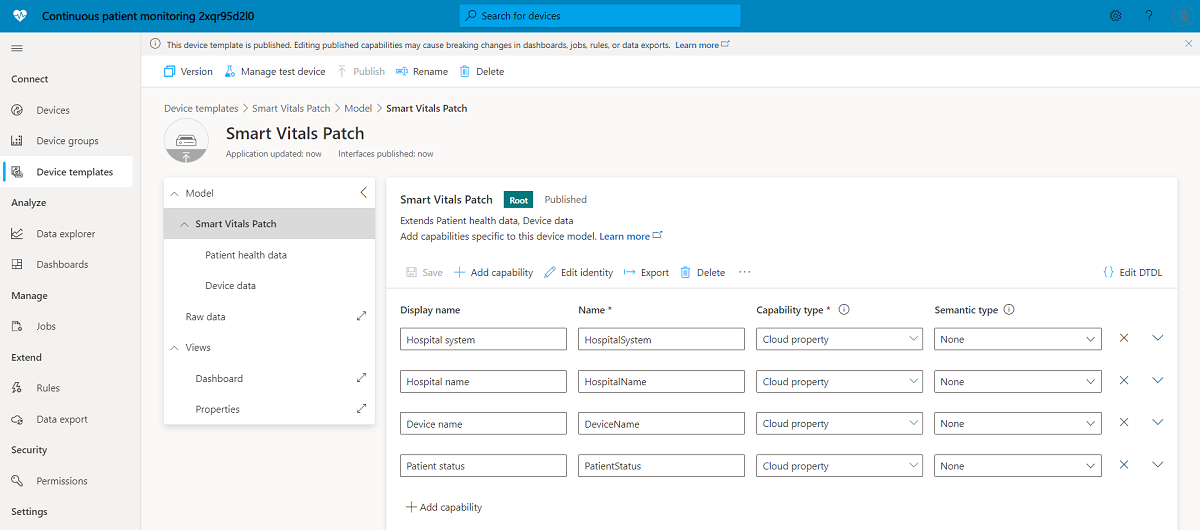 Continuous patient monitoring 2xqr95d2l0
Search for devices
?
This device template is published. Editing published capabilities may cause breaking changes in dashboards, jobs, rules, or data exports. Learn more
Version Manage test device Publish Rename Delete
Connect
Devices
Device groups
Device templates
Analyze
Data explorer
Dashboards
Manage
Jobs
Extend
Rules
Data export
Security
Permissions
Settings
Device templates > Smart Vitals Patch > Model > Smart Vitals Patch
Smart Vitals Patch
Application updated: now Interfaces published: now
Model
Smart Vitals Patch
Patient health data
Device data
Raw data
Views
Dashboard
Properties
Smart Vitals Patch Root Published
Extends Patient health data, Device data
Add capabilities specific to this device model. Learn more
Save Add capability Edit identity Export Delete ··· {} Edit DTDL
Display name Name * Capability type * Semantic type
Hospital system HospitalSystem Cloud property None
Hospital name HospitalName Cloud property None
Device name DeviceName Cloud property None
Patient status PatientStatus Cloud property None
Add capability